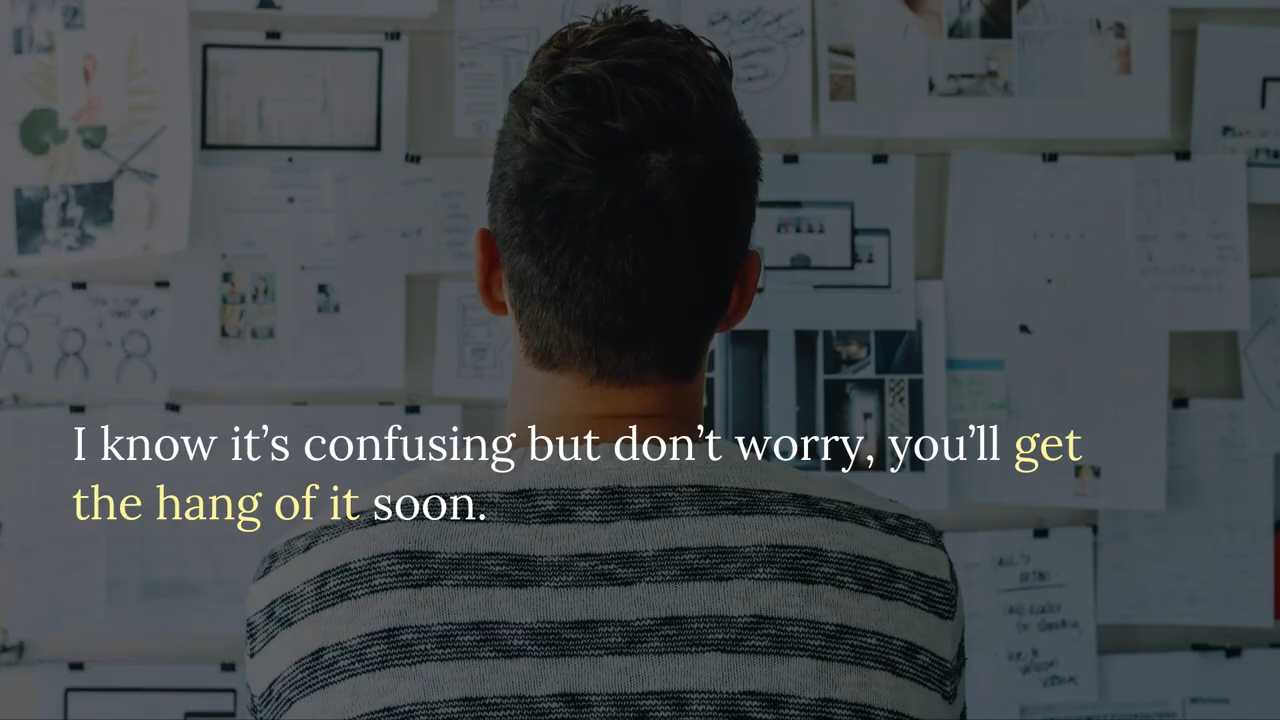 I know it’s confusing but don’t worry, you’ll get
the hang of it soon.